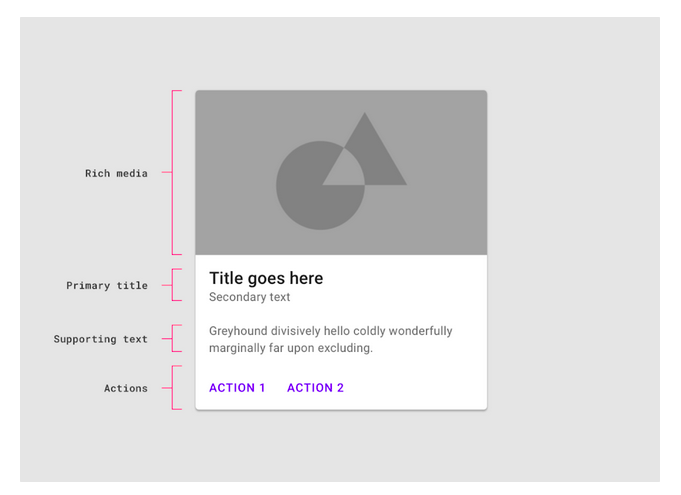 Rich media
Primary title
Title goes here
Secondary text
Supporting text
Greyhound divisively hello coldly wonderfully
marginally far upon excluding.
Actions
ACTION 1
ACTION 2